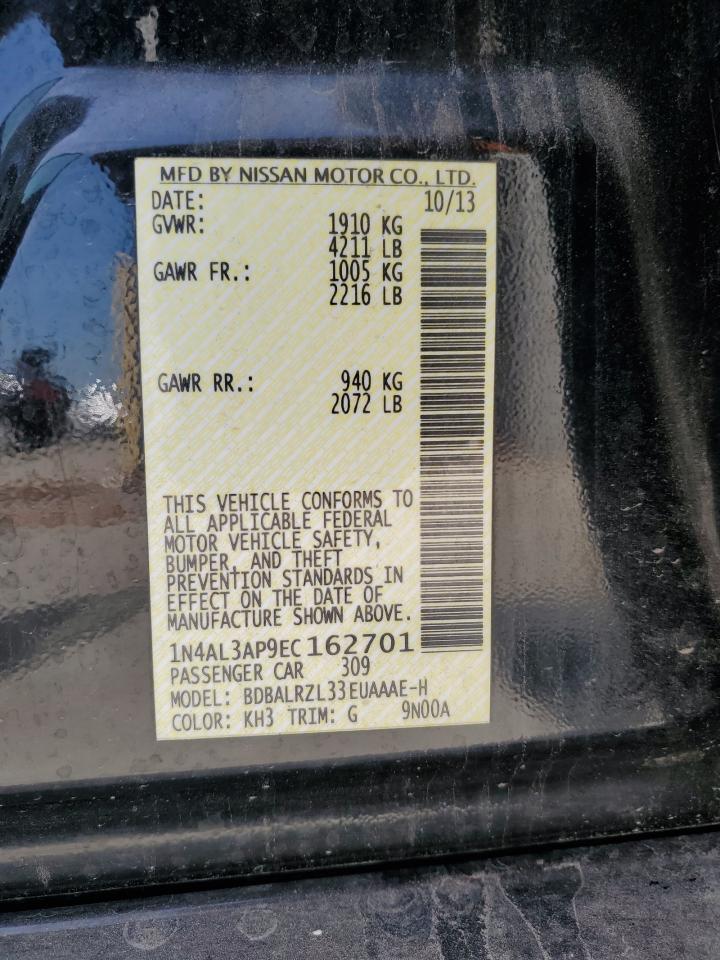 MFD BY NISSAN MOTOR CO., LTD.
DATE: 10/13
GVWR: 1910 KG
4211 LB
GAWR FR.: 1005 KG
2216 LB
GAWR RR.: 940 KG
2072 LB
THIS VEHICLE CONFORMS TO
ALL APPLICABLE FEDERAL
MOTOR VEHICLE SAFETY,
BUMPER, AND THEFT
PREVENTION STANDARDS IN
EFFECT ON THE DATE OF
MANUFACTURE SHOWN ABOVE.
1N4AL3AP9EC162701
PASSENGER CAR 309
MODEL: BDBALRZL33EUAAAE-H
COLOR: KH3 TRIM: G 9N00A